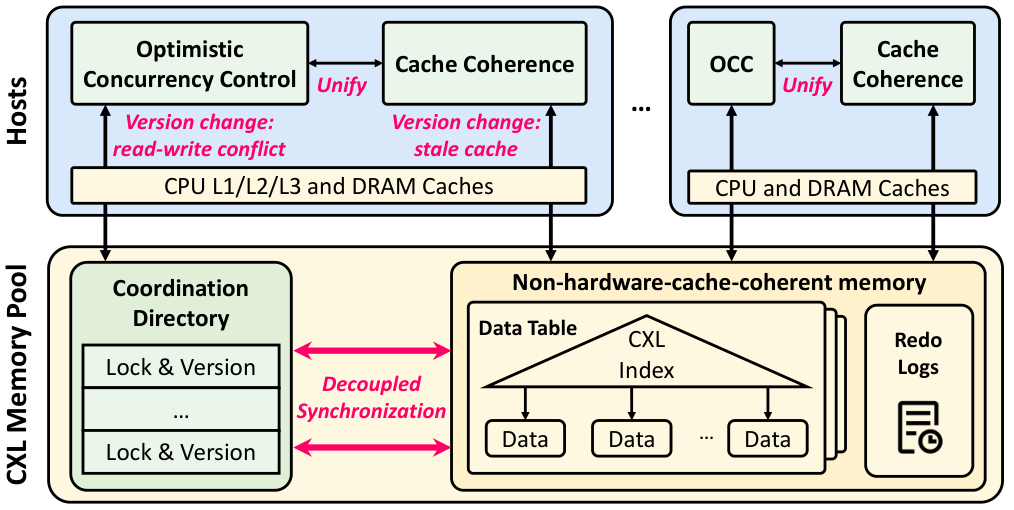 Hosts
Optimistic
Concurrency Control
Unify
Cache Coherence
Version change:
read-write conflict
Version change:
stale cache
CPU L1/L2/L3 and DRAM Caches
...
OCC
Unify
Cache
Coherence
CPU and DRAM Caches
CXL Memory Pool
Coordination
Directory
Lock & Version
...
Lock & Version
Decoupled
Synchronization
Non-hardware-cache-coherent memory
Data Table
CXL
Index
Data
Data
...
Data
Redo
Logs